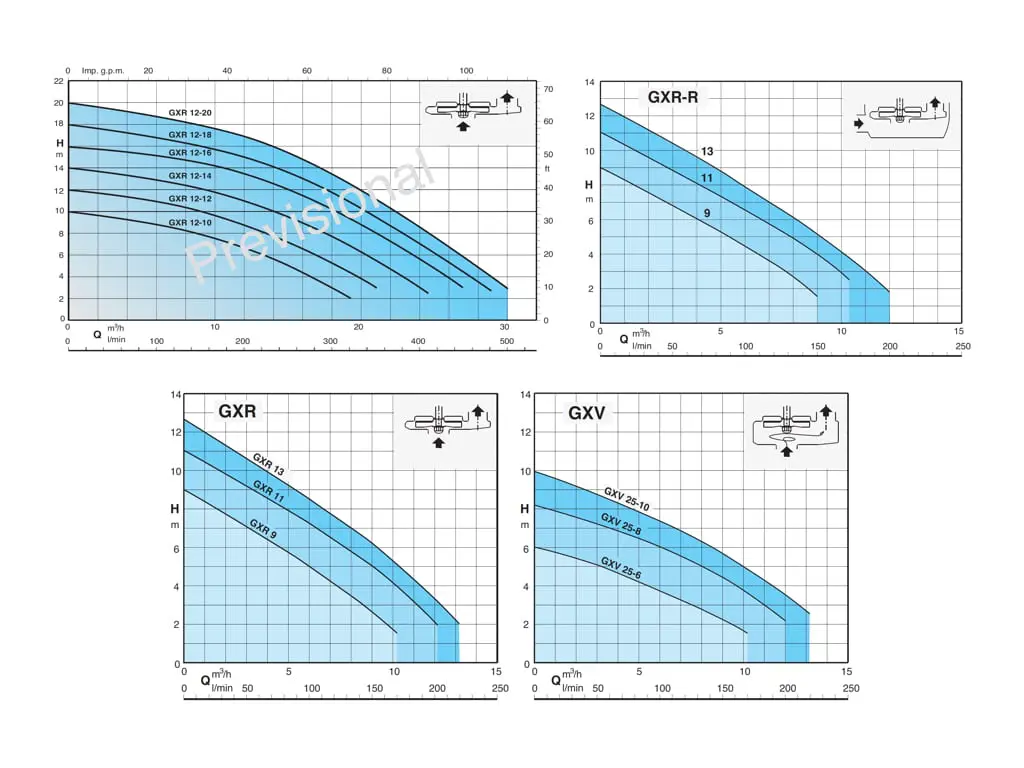 0 Imp. g.p.m. 20 40 60 80 100
22
20
18
H
m
16
14
12
10
8
6
4
2
0
70
60
50
ft
40
30
20
10
0
GXR 12-20
GXR 12-18
GXR 12-16
GXR 12-14
GXR 12-12
GXR 12-10
Previsional
0 10 20 30
Q m³/h
l/min
0 100 200 300 400 500
GXR-R
14
12
10
H
m
6
4
2
0
13
11
9
0 5 10 15
Q m³/h
l/min
0 50 100 150 200 250
GXR
14
12
10
H
m
6
4
2
0
GXR 13
GXR 11
GXR 9
0 5 10 15
Q m³/h
l/min
0 50 100 150 200 250
GXV
14
12
10
H
m
6
4
2
0
GXV 25-10
GXV 25-8
GXV 25-6
0 5 10 15
Q m³/h
l/min
0 50 100 150 200 250